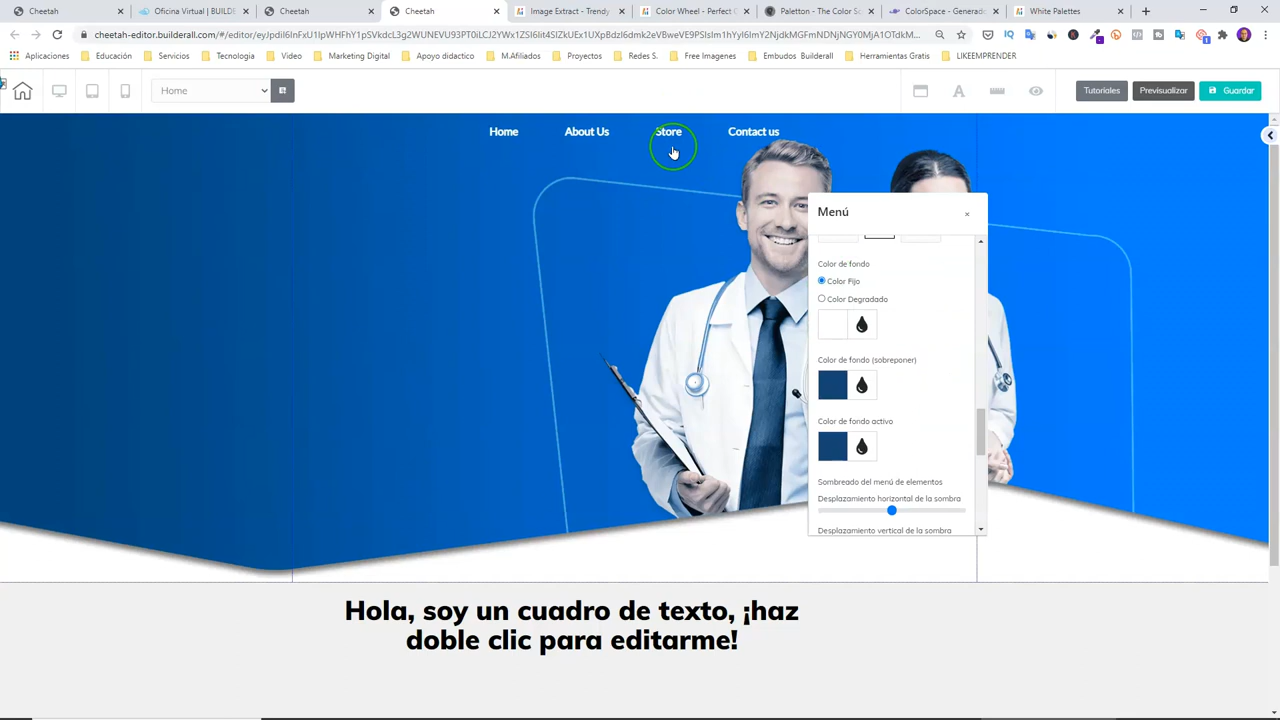 Cheetah
Oficina Virtual | BUILDE
Cheetah
Cheetah
Image Extract - Trendy
Color Wheel - Perfect C
Paletton - The Color Sc
ColorSpace - Generado
White Palettes
Aplicaciones
Educación
Tecnologia
Videos
Marketing Digital
Apoyo didactico
M.Afiliados
Proyectos
Redes S.
Free Imagenes
Embudos Builderall
Herramientas Gratis
LIKEEMPRENDER
Home
Tutoriales
Previsualizar
Guardar
Home
About Us
Store
Contact us
Menú
Color de fondo
Color Fijo
Color Degradado
Color de fondo (sobreponer)
Color de fondo activo
Sombreado del menú de elementos
Desplazamiento horizontal de la sombra
Desplazamiento vertical de la sombra
Hola, soy un cuadro de texto, ¡haz
doble clic para editarme!